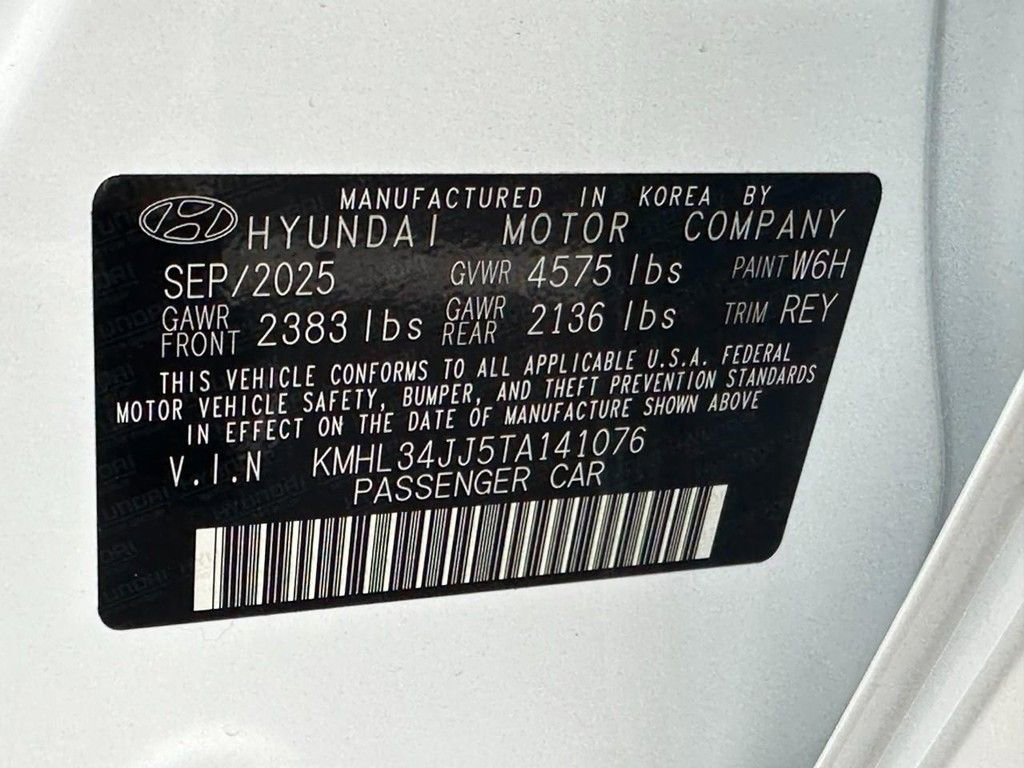 MANUFACTURED IN KOREA BY
HYUNDAI MOTOR COMPANY
SEP/2025 GVWR 4575 lbs PAINT W6H
GAWR FRONT 2383 lbs GAWR REAR 2136 lbs TRIM REY
THIS VEHICLE CONFORMS TO ALL APPLICABLE U.S.A. FEDERAL
MOTOR VEHICLE SAFETY, BUMPER, AND THEFT PREVENTION STANDARDS
IN EFFECT ON THE DATE OF MANUFACTURE SHOWN ABOVE
V.I.N KMHL34JJ5TA141076
PASSENGER CAR